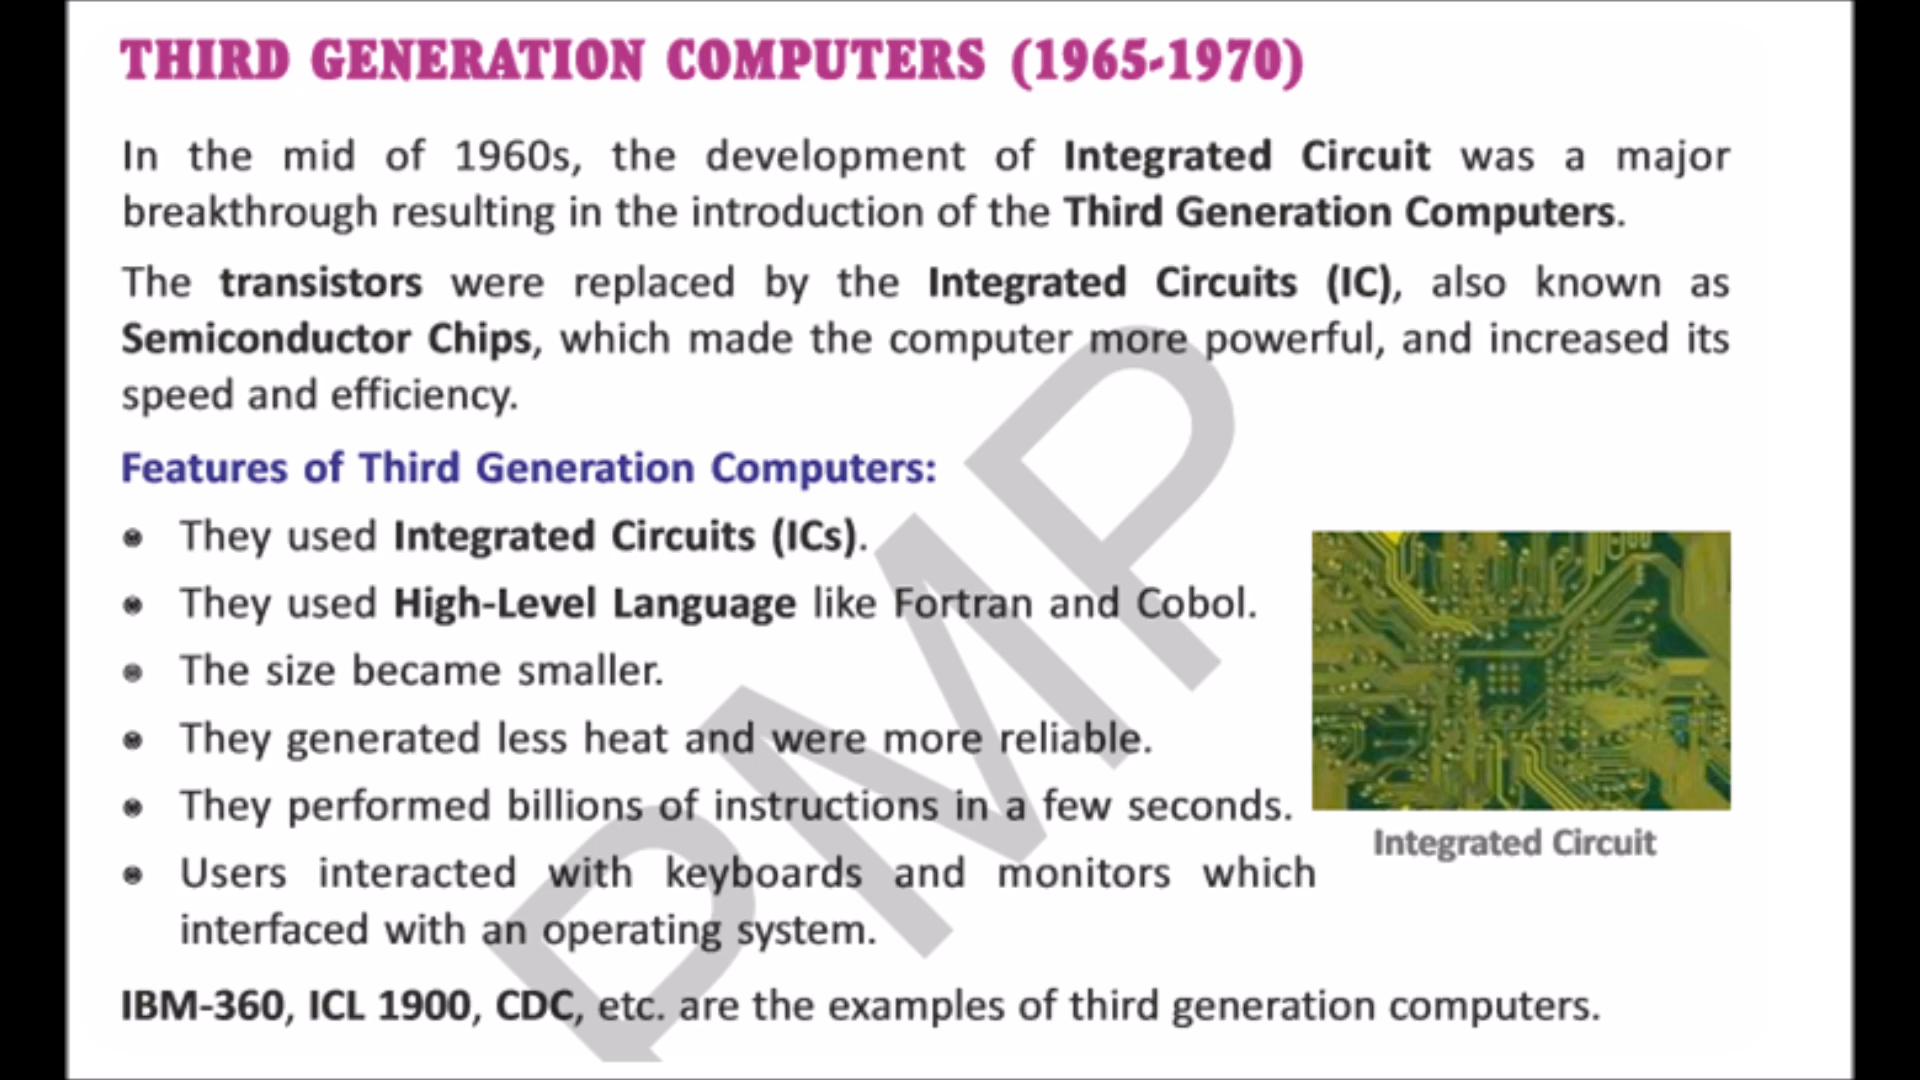 THIRD GENERATION COMPUTERS (1965-1970)
In the mid of 1960s, the development of Integrated Circuit was a major
breakthrough resulting in the introduction of the Third Generation Computers.
The transistors were replaced by the Integrated Circuits (IC), also known as
Semiconductor Chips, which made the computer more powerful, and increased its
speed and efficiency.
Features of Third Generation Computers:
They used Integrated Circuits (ICs).
They used High-Level Language like Fortran and Cobol.
The size became smaller.
They generated less heat and were more reliable.
They performed billions of instructions in a few seconds.
Users interacted with keyboards and monitors which
interfaced with an operating system.
Integrated Circuit
IBM-360, ICL 1900, CDC, etc. are the examples of third generation computers.
PMP